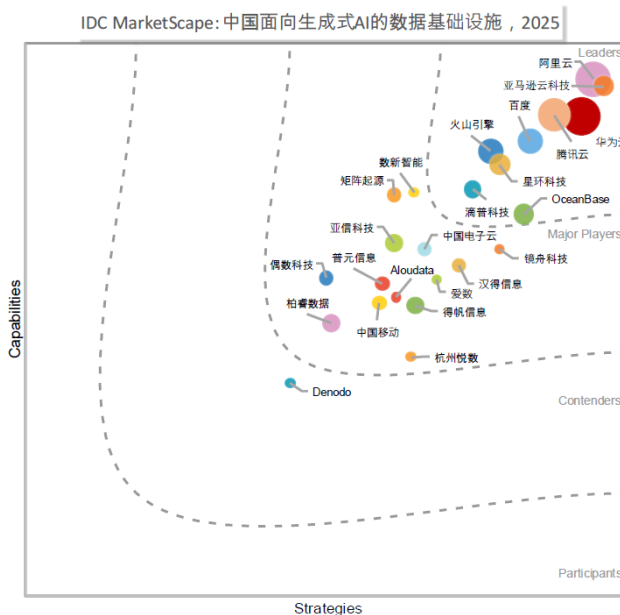 IDC MarketScape: 中国面向生成式AI的数据基础设施，2025
Leaders
阿里云
亚马逊云科技
百度
火山引擎
华为云
腾讯云
数新智能
星环科技
矩阵起源
滴普科技
OceanBase
亚信科技
中国电子云
Major Players
镜舟科技
偶数科技
普元信息
Aloudata
汉得信息
爱数
柏睿数据
得帆信息
中国移动
杭州悦数
Denodo
Contenders
Participants
Capabilities
Strategies